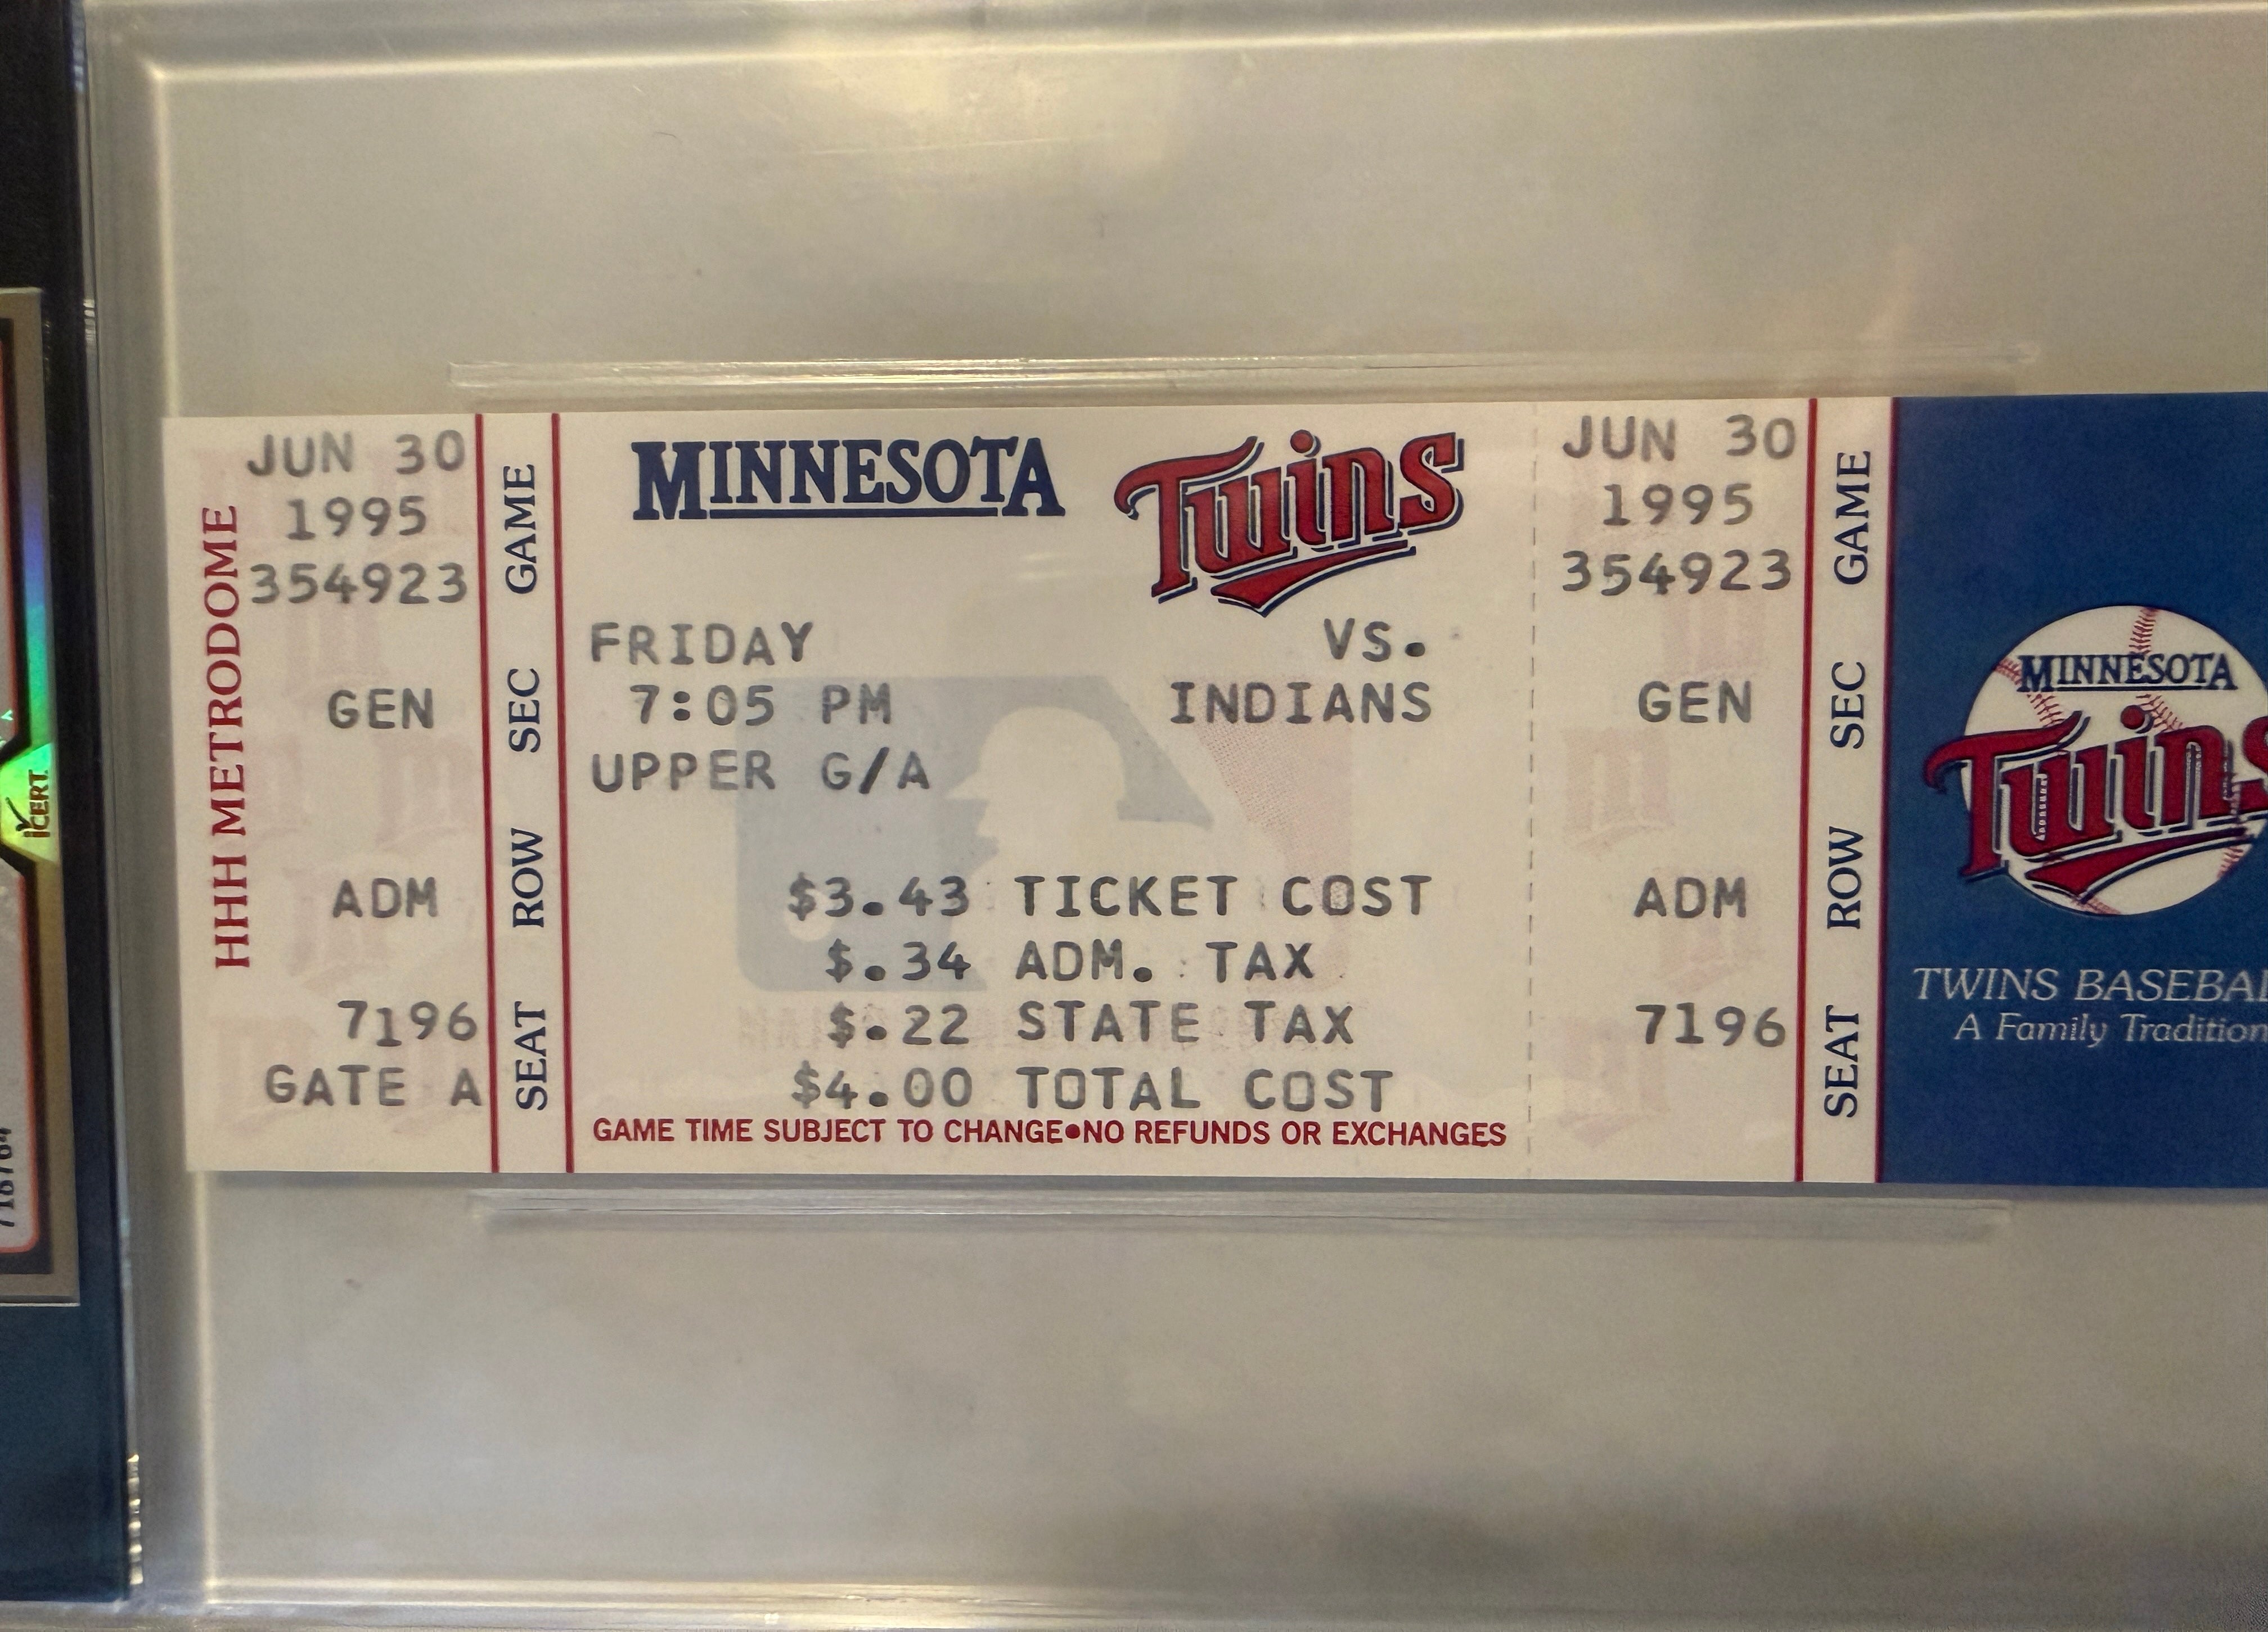 HHH METRODOME
JUN 30
1995
354923
GEN
ADM
7196
GATE A
GAME
SEC
ROW
SEAT
MINNESOTA Twins
FRIDAY VS.
7:05 PM INDIANS
UPPER G/A
$3.43 TICKET COST
$.34 ADM. TAX
$.22 STATE TAX
$4.00 TOTAL COST
GAME TIME SUBJECT TO CHANGE•NO REFUNDS OR EXCHANGES
JUN 30
1995
354923
GEN
ADM
7196
GAME
SEC
ROW
SEAT
MINNESOTA
Twins
TWINS BASEBAL
A Family Tradition
ICERT